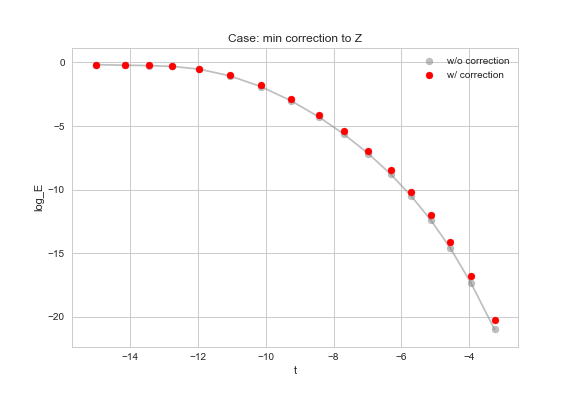 Case: min correction to Z
w/o correction
w/ correction
0
−5
−10
−15
−20
log_E
−14 −12 −10 −8 −6 −4
t